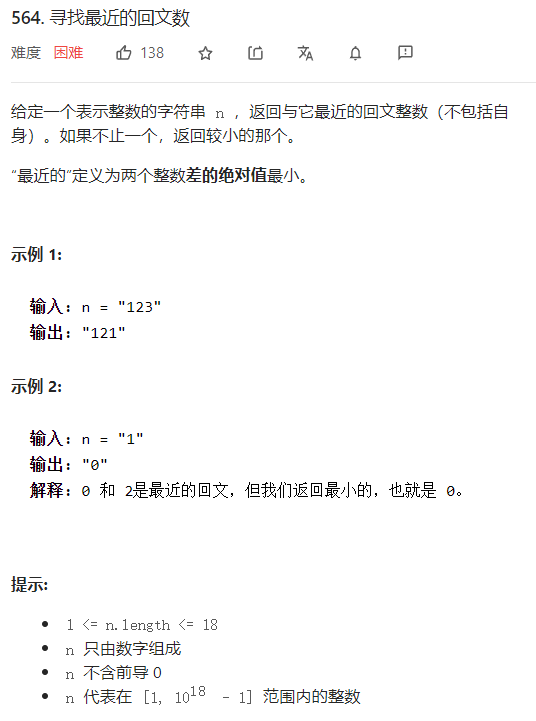 564. 寻找最近的回文数
难度 困难 138
给定一个表示整数的字符串 n ，返回与它最近的回文整数（不包括自
身）。如果不止一个，返回较小的那个。
“最近的”定义为两个整数差的绝对值最小。
示例 1:
输入：n = "123"
输出："121"
示例 2:
输入：n = "1"
输出："0"
解释：0 和 2是最近的回文，但我们返回最小的，也就是 0。
提示:
• 1 <= n.length <= 18
• n 只由数字组成
• n 不含前导 0
• n 代表在 [1, 10¹⁸ - 1] 范围内的整数